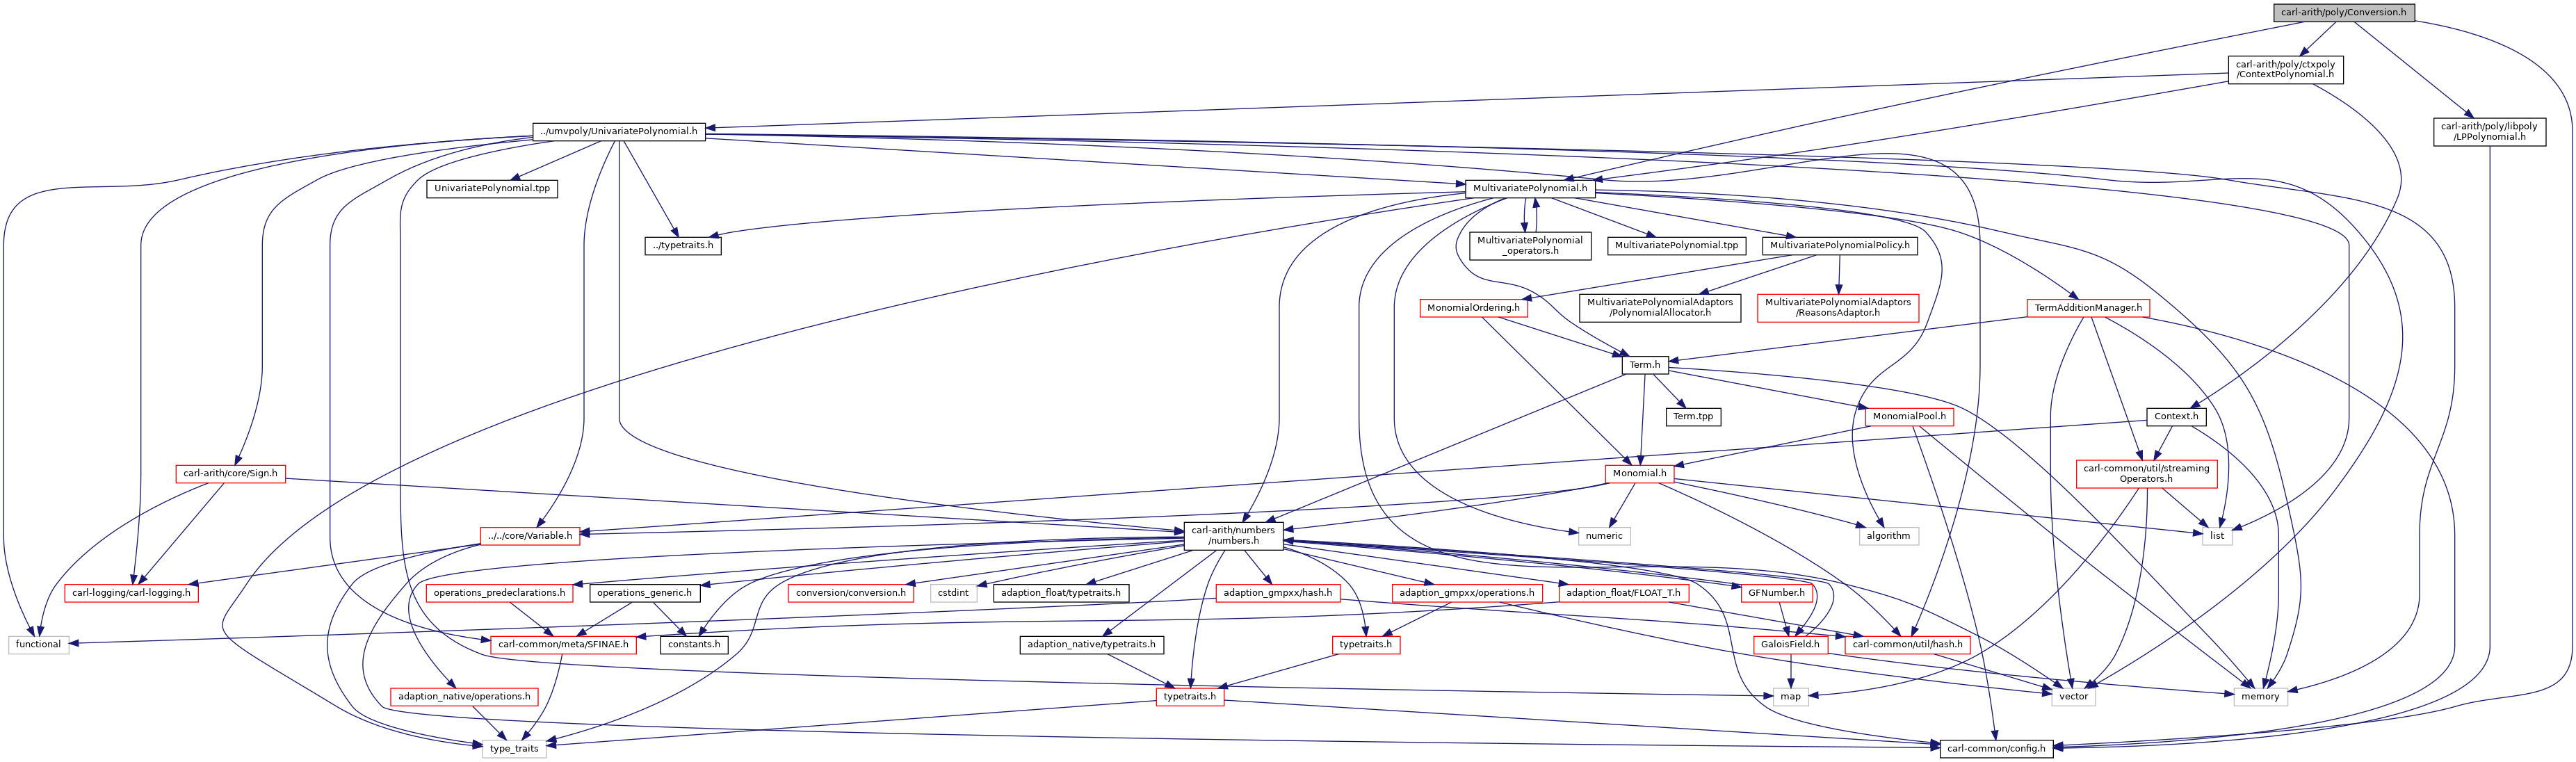 carl-arith/poly/Conversion.h
carl-arith/poly/ctxpoly
/ContextPolynomial.h
../umvpoly/UnivariatePolynomial.h
carl-arith/poly/libpoly
/LPPolynomial.h
UnivariatePolynomial.tpp
MultivariatePolynomial.h
../typetraits.h
MultivariatePolynomial
_operators.h
MultivariatePolynomial.tpp
MultivariatePolynomialPolicy.h
MonomialOrdering.h
MultivariatePolynomialAdaptors
/PolynomialAllocator.h
MultivariatePolynomialAdaptors
/ReasonsAdaptor.h
TermAdditionManager.h
Term.h
Term.tpp
MonomialPool.h
Context.h
carl-arith/core/Sign.h
Monomial.h
carl-common/util/streaming
Operators.h
../../core/Variable.h
carl-arith/numbers
/numbers.h
numeric
algorithm
list
carl-logging/carl-logging.h
operations_predeclarations.h
operations_generic.h
conversion/conversion.h
cstdint
adaption_float/typetraits.h
adaption_gmpxx/hash.h
adaption_gmpxx/operations.h
adaption_float/FLOAT_T.h
GFNumber.h
functional
carl-common/meta/SFINAE.h
constants.h
adaption_native/typetraits.h
typetraits.h
GaloisField.h
carl-common/util/hash.h
adaption_native/operations.h
typetraits.h
map
vector
memory
type_traits
carl-common/config.h